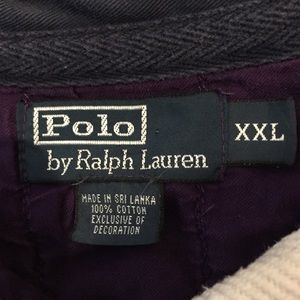 Polo
by Ralph Lauren
XXL
MADE IN SRI LANKA
100% COTTON
EXCLUSIVE OF
DECORATION